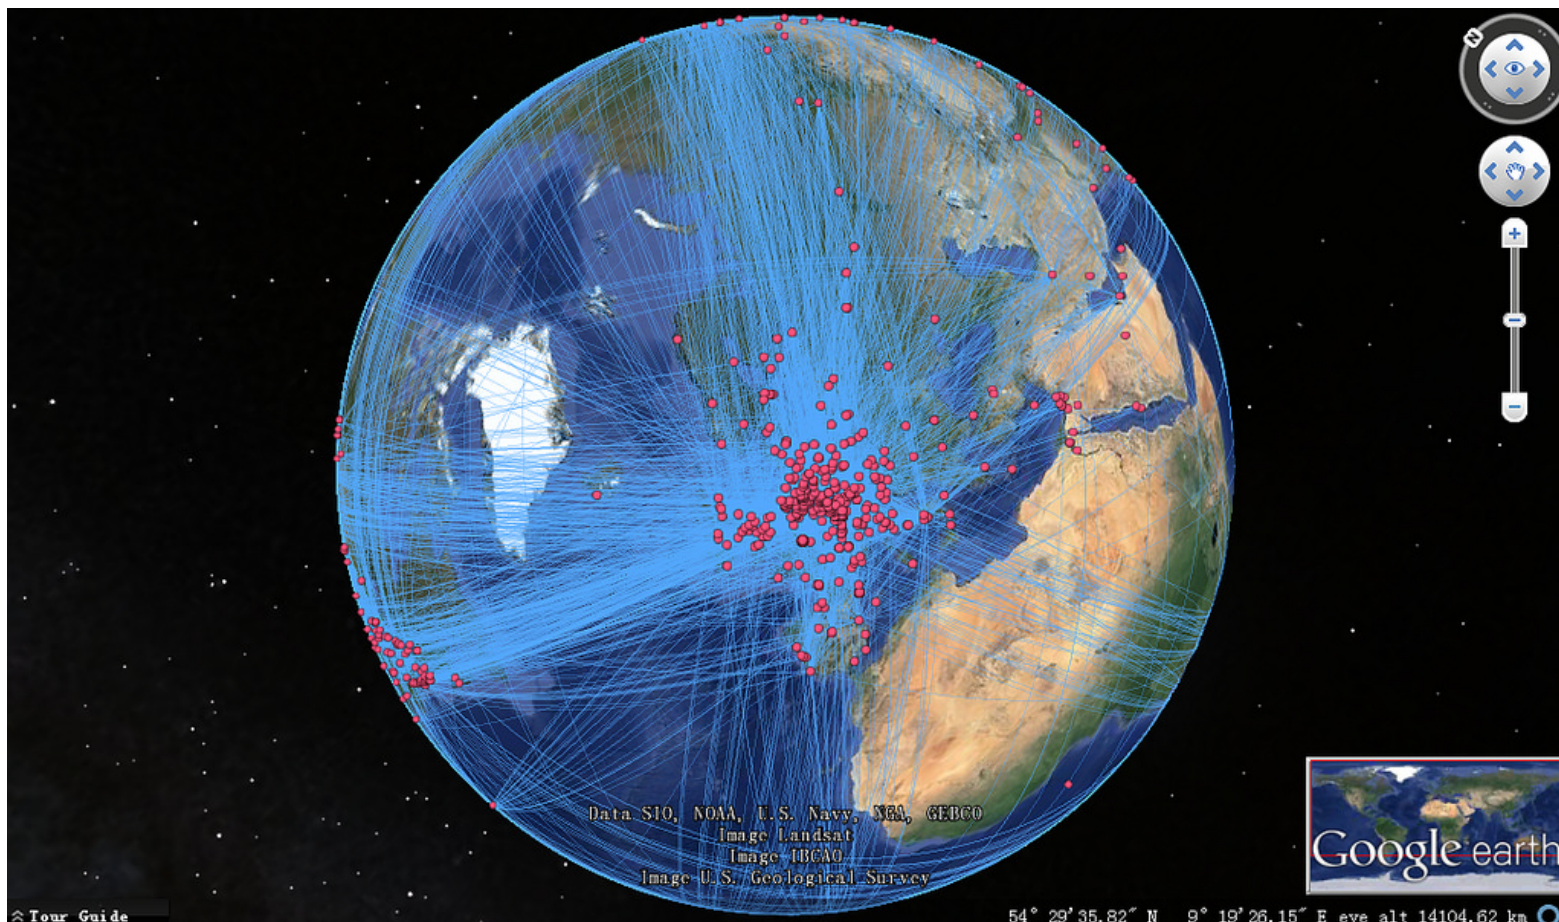 N
Data SIO, NOAA, U.S. Navy, NGA, GEBCO
Image Landsat
Image IBCAO
Image U.S. Geological Survey
Google earth
Tour Guide
54° 29'35.82" N 9° 19'26.15" E eye alt 14104.62 km